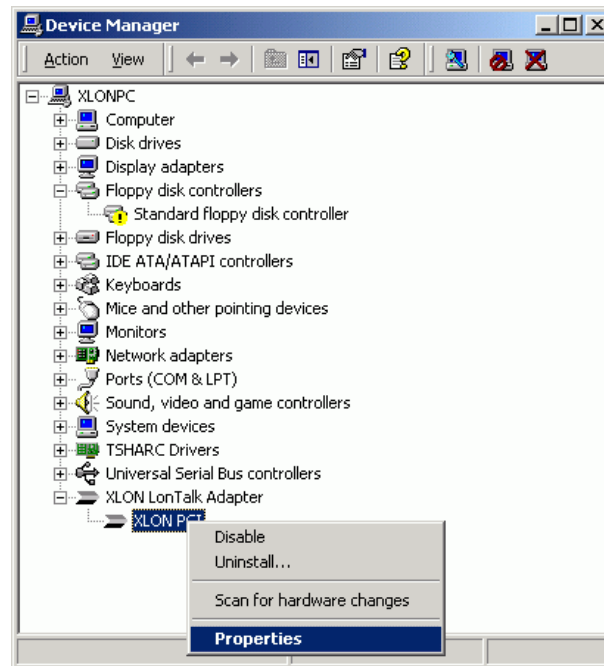 Device Manager
Action View
XLONPC
Computer
Disk drives
Display adapters
Floppy disk controllers
Standard floppy disk controller
Floppy disk drives
IDE ATA/ATAPI controllers
Keyboards
Mice and other pointing devices
Monitors
Network adapters
Ports (COM & LPT)
Sound, video and game controllers
System devices
TSHARC Drivers
Universal Serial Bus controllers
XLON LonTalk Adapter
XLON PCI
Disable
Uninstall...
Scan for hardware changes
Properties